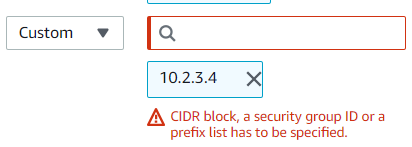 Custom
10.2.3.4
CIDR block, a security group ID or a
prefix list has to be specified.